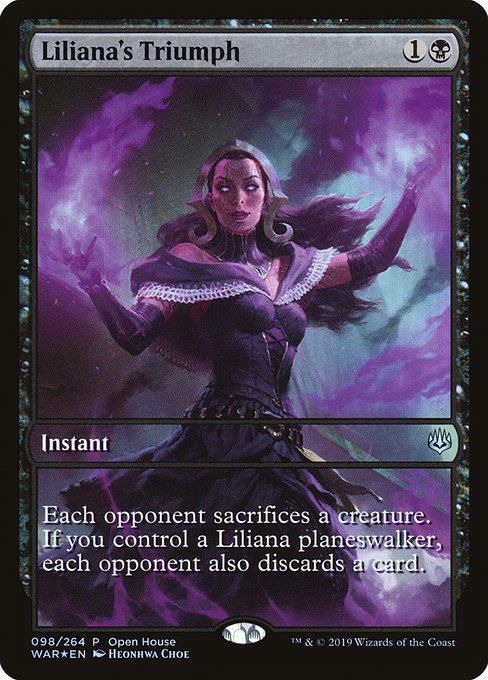 Liliana's Triumph 1
Instant
Each opponent sacrifices a creature.
If you control a Liliana planeswalker,
each opponent also discards a card.
098/264 P Open House
WAR★EN Heonhwa Choe
™ & © 2019 Wizards of the Coast